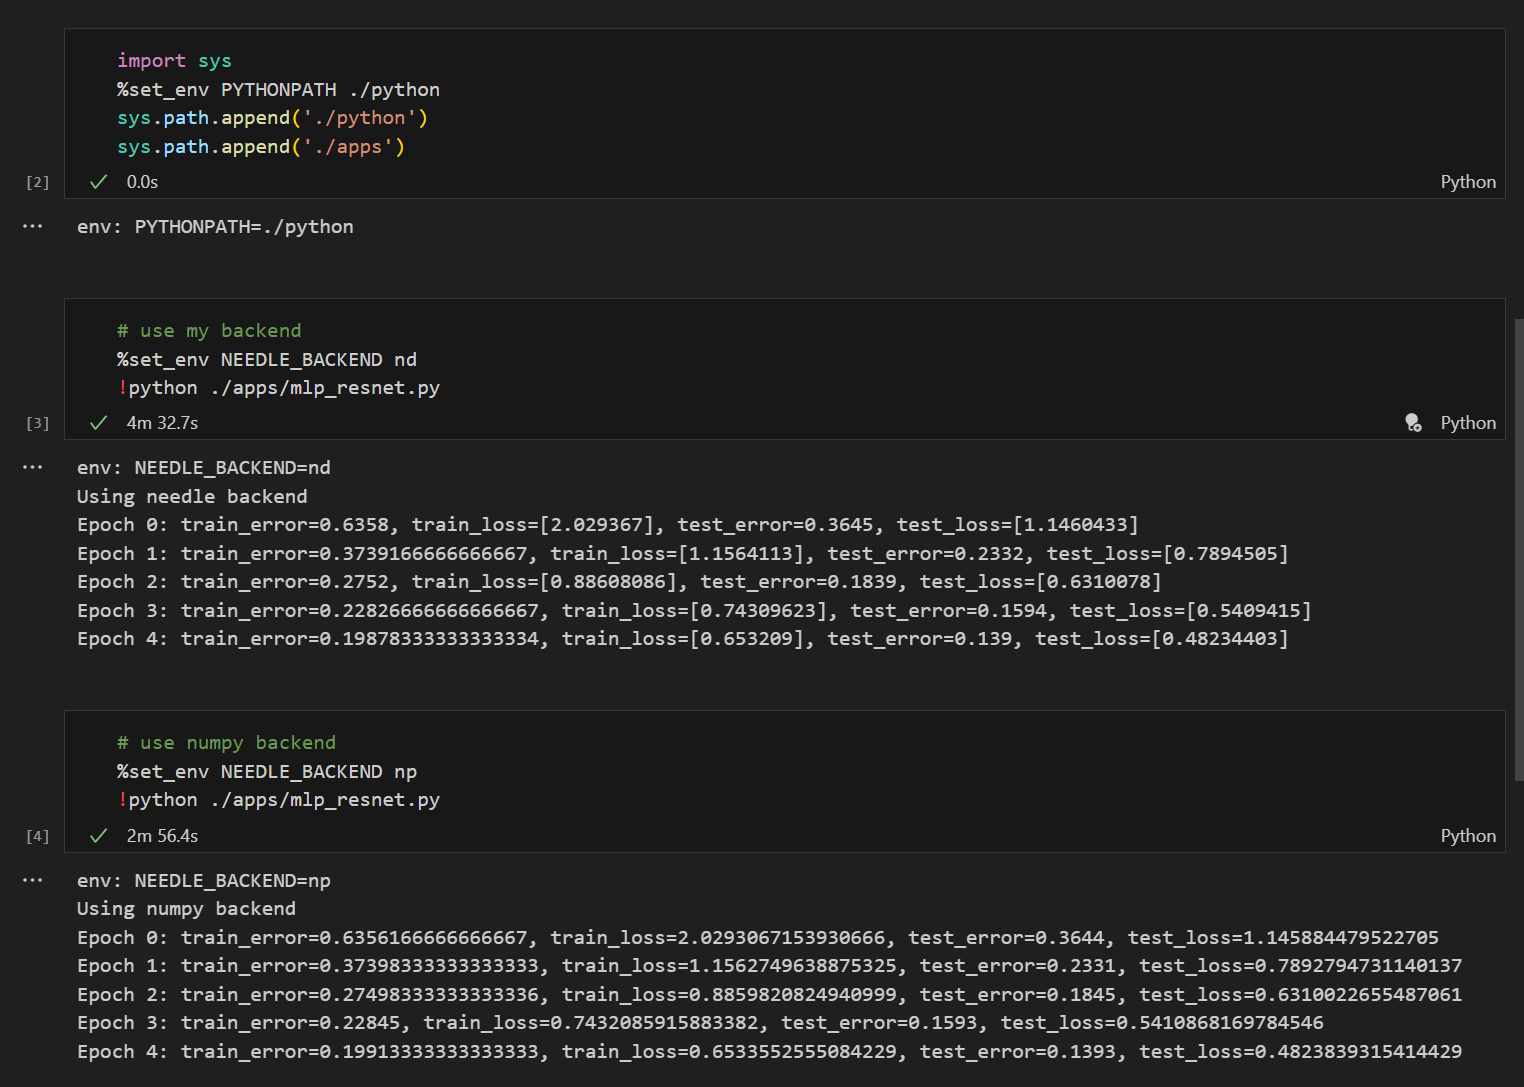 import sys
%set_env PYTHONPATH ./python
sys.path.append('./python')
sys.path.append('./apps')
[2] 0.0s Python
env: PYTHONPATH=./python
# use my backend
%set_env NEEDLE_BACKEND nd
!python ./apps/mlp_resnet.py
[3] 4m 32.7s Python
env: NEEDLE_BACKEND=nd
Using needle backend
Epoch 0: train_error=0.6358, train_loss=[2.029367], test_error=0.3645, test_loss=[1.1460433]
Epoch 1: train_error=0.3739166666666667, train_loss=[1.1564113], test_error=0.2332, test_loss=[0.7894505]
Epoch 2: train_error=0.2752, train_loss=[0.88608086], test_error=0.1839, test_loss=[0.6310078]
Epoch 3: train_error=0.22826666666666667, train_loss=[0.74309623], test_error=0.1594, test_loss=[0.5409415]
Epoch 4: train_error=0.19878333333333334, train_loss=[0.653209], test_error=0.139, test_loss=[0.48234403]
# use numpy backend
%set_env NEEDLE_BACKEND np
!python ./apps/mlp_resnet.py
[4] 2m 56.4s Python
env: NEEDLE_BACKEND=np
Using numpy backend
Epoch 0: train_error=0.6356166666666667, train_loss=2.0293067153930666, test_error=0.3644, test_loss=1.145884479522705
Epoch 1: train_error=0.37398333333333333, train_loss=1.1562749638875325, test_error=0.2331, test_loss=0.7892794731140137
Epoch 2: train_error=0.27498333333333336, train_loss=0.8859820824940999, test_error=0.1845, test_loss=0.6310022655487061
Epoch 3: train_error=0.22845, train_loss=0.7432085915883382, test_error=0.1593, test_loss=0.5410868169784546
Epoch 4: train_error=0.19913333333333333, train_loss=0.6533552555084229, test_error=0.1393, test_loss=0.4823839315414429